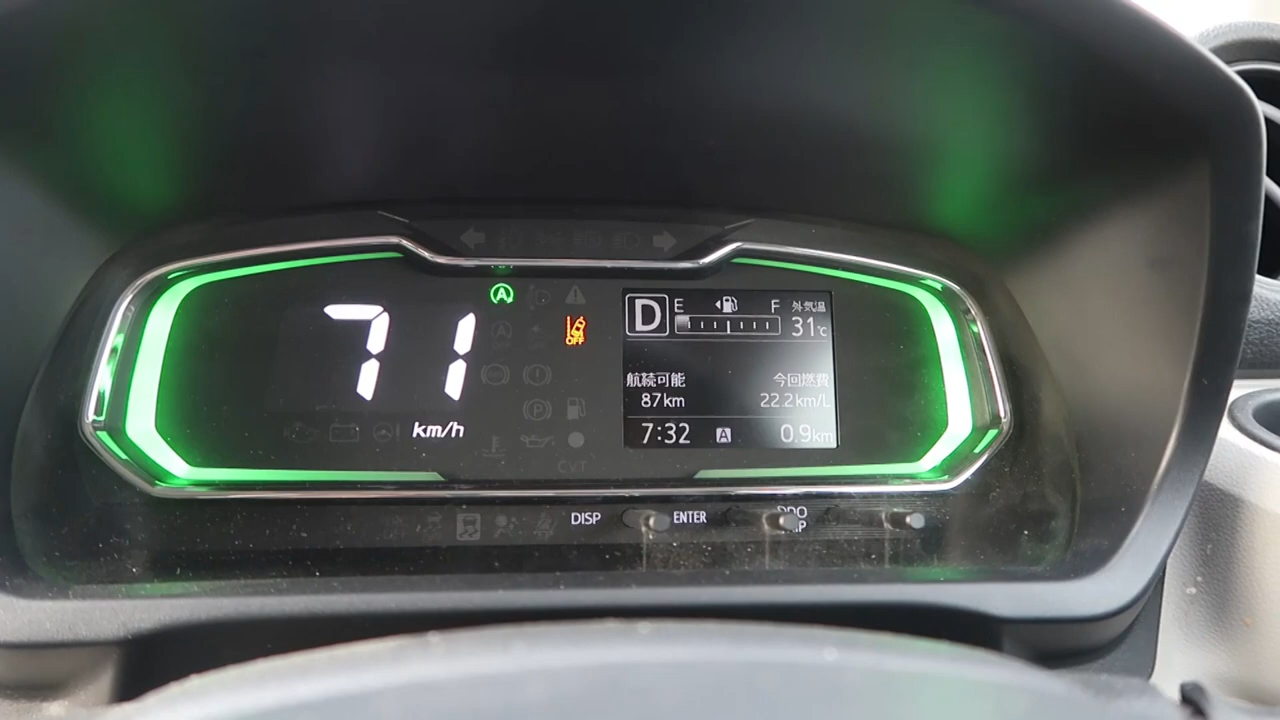 71
km/h
A
OFF
A
P
CVT
D
E F
外気温
31℃
航続可能 今回燃費
87km 22.2km/L
7:32 A 0.9km
DISP ENTER